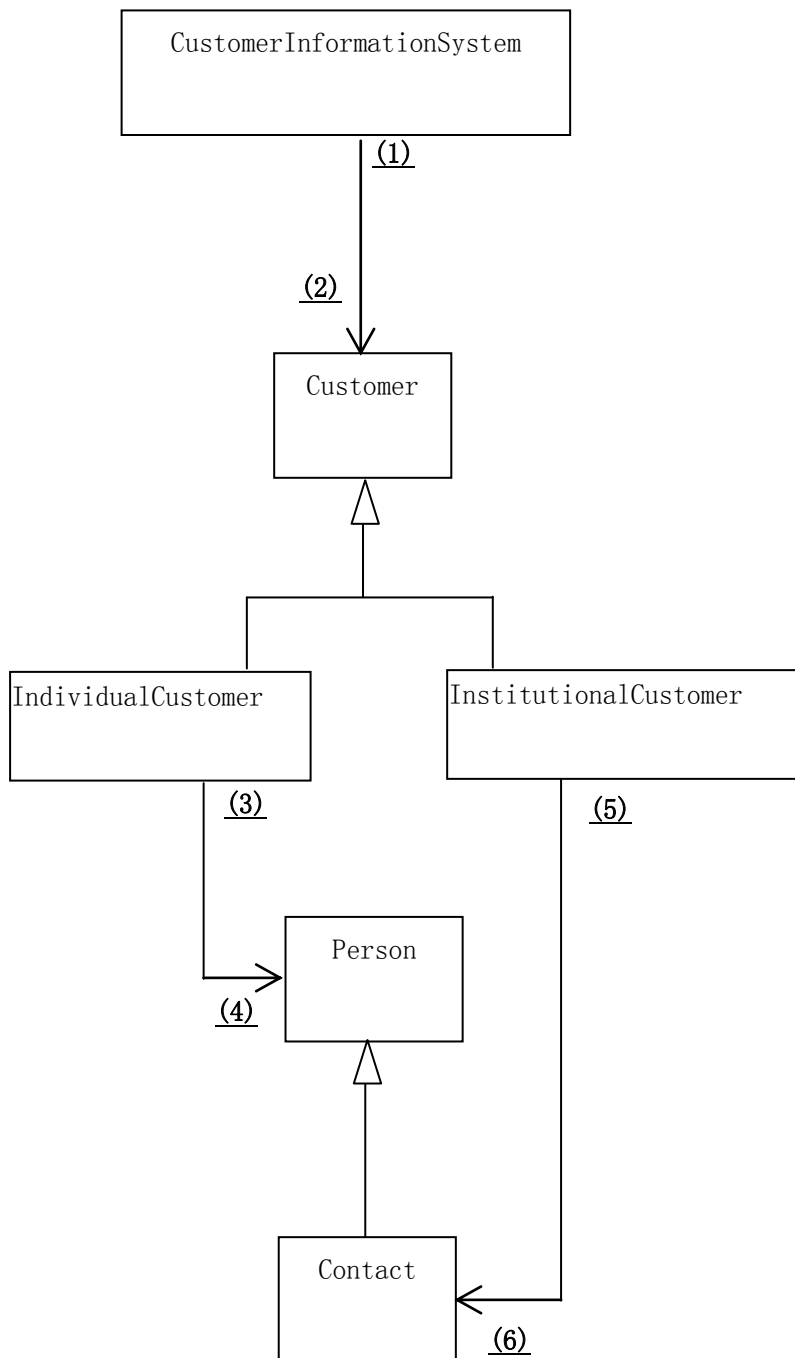 CustomerInformationSystem
(1)
(2)
Customer
IndividualCustomer
InstitutionalCustomer
(3)
(5)
Person
(4)
Contact
(6)